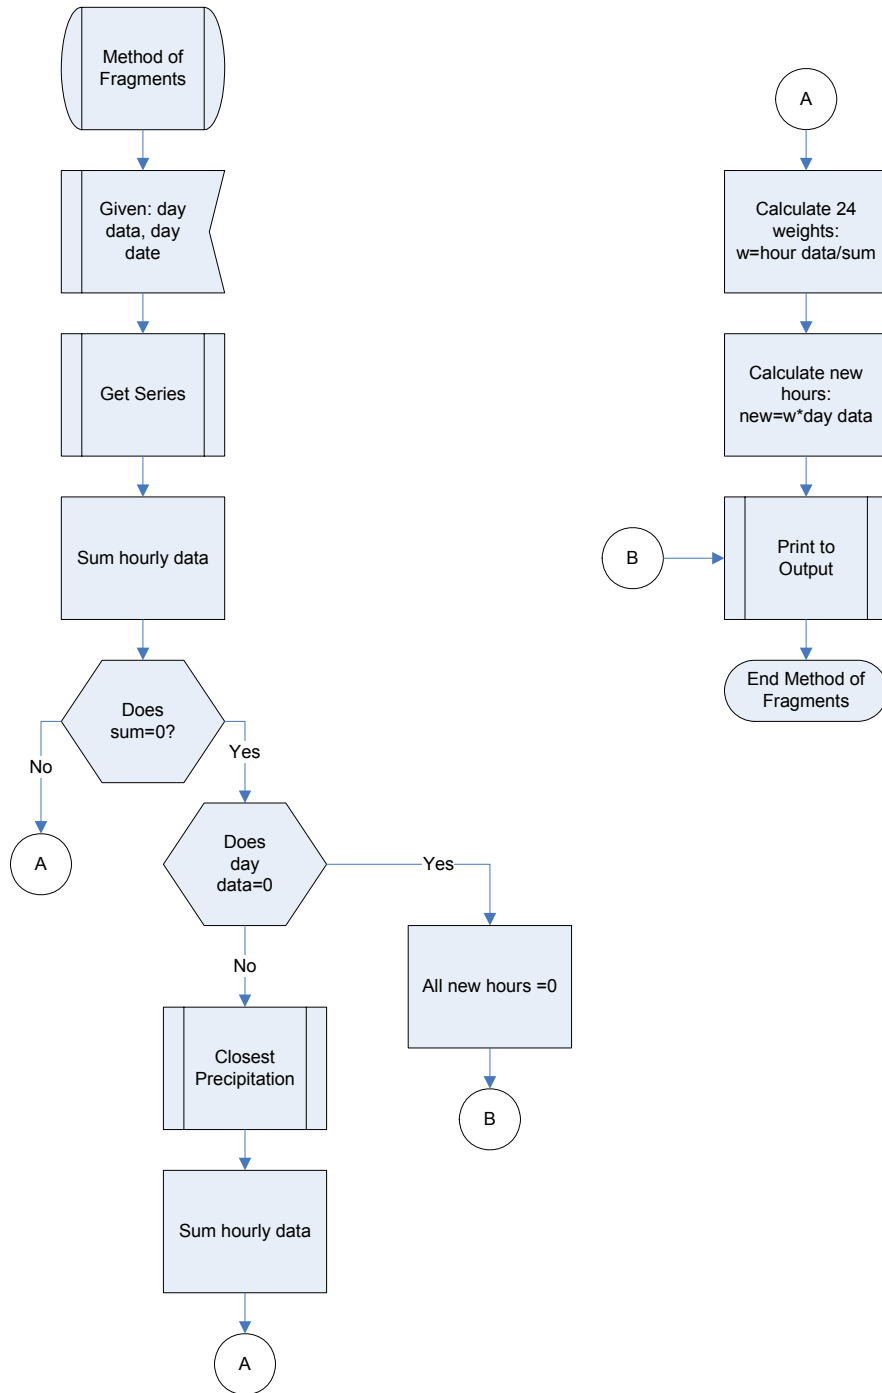 Method of
Fragments
Given: day
data, day
date
Get Series
Sum hourly data
Does
sum=0?
No
Yes
A
Does
day
data=0
Yes
No
All new hours =0
Closest
Precipitation
B
Sum hourly data
A
A
Calculate 24
weights:
w=hour data/sum
Calculate new
hours:
new=w*day data
B
Print to
Output
End Method of
Fragments